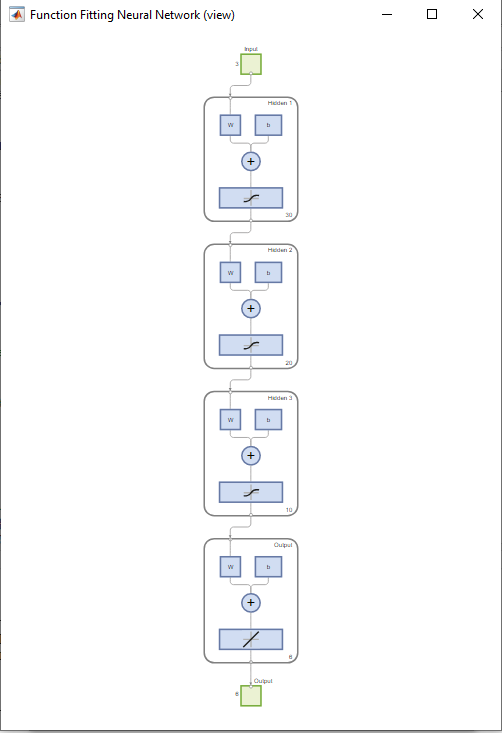 Function Fitting Neural Network (view)
Input
3
Hidden 1
W
b
+
30
Hidden 2
W
b
+
20
Hidden 3
W
b
+
10
Output
W
b
+
6
Output
6